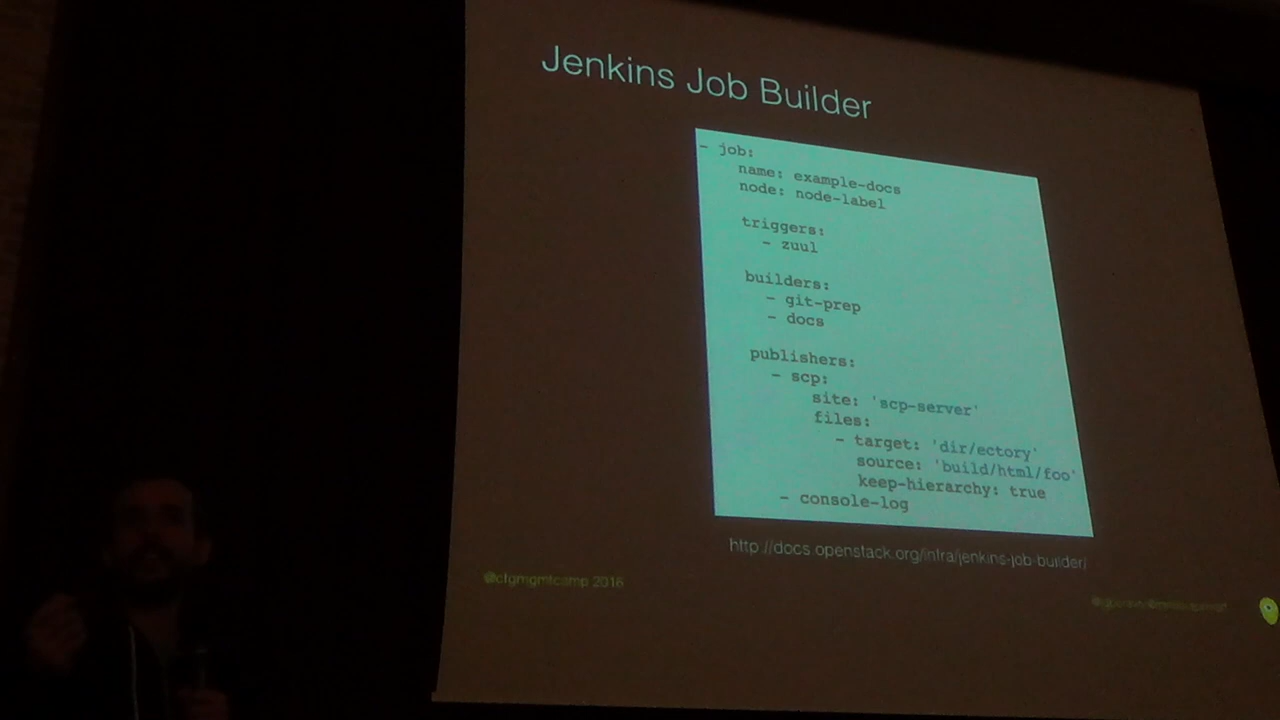 Jenkins Job Builder
- job:
    name: example-docs
    node: node-label
    triggers:
      - zuul
    builders:
      - git-prep
      - docs
    publishers:
      - scp:
          site: 'scp-server'
          files:
            - target: 'dir/ectory'
              source: 'build/html/foo'
              keep-hierarchy: true
      - console-log
http://docs.openstack.org/infra/jenkins-job-builder/
@cfgmgmtcamp 2016